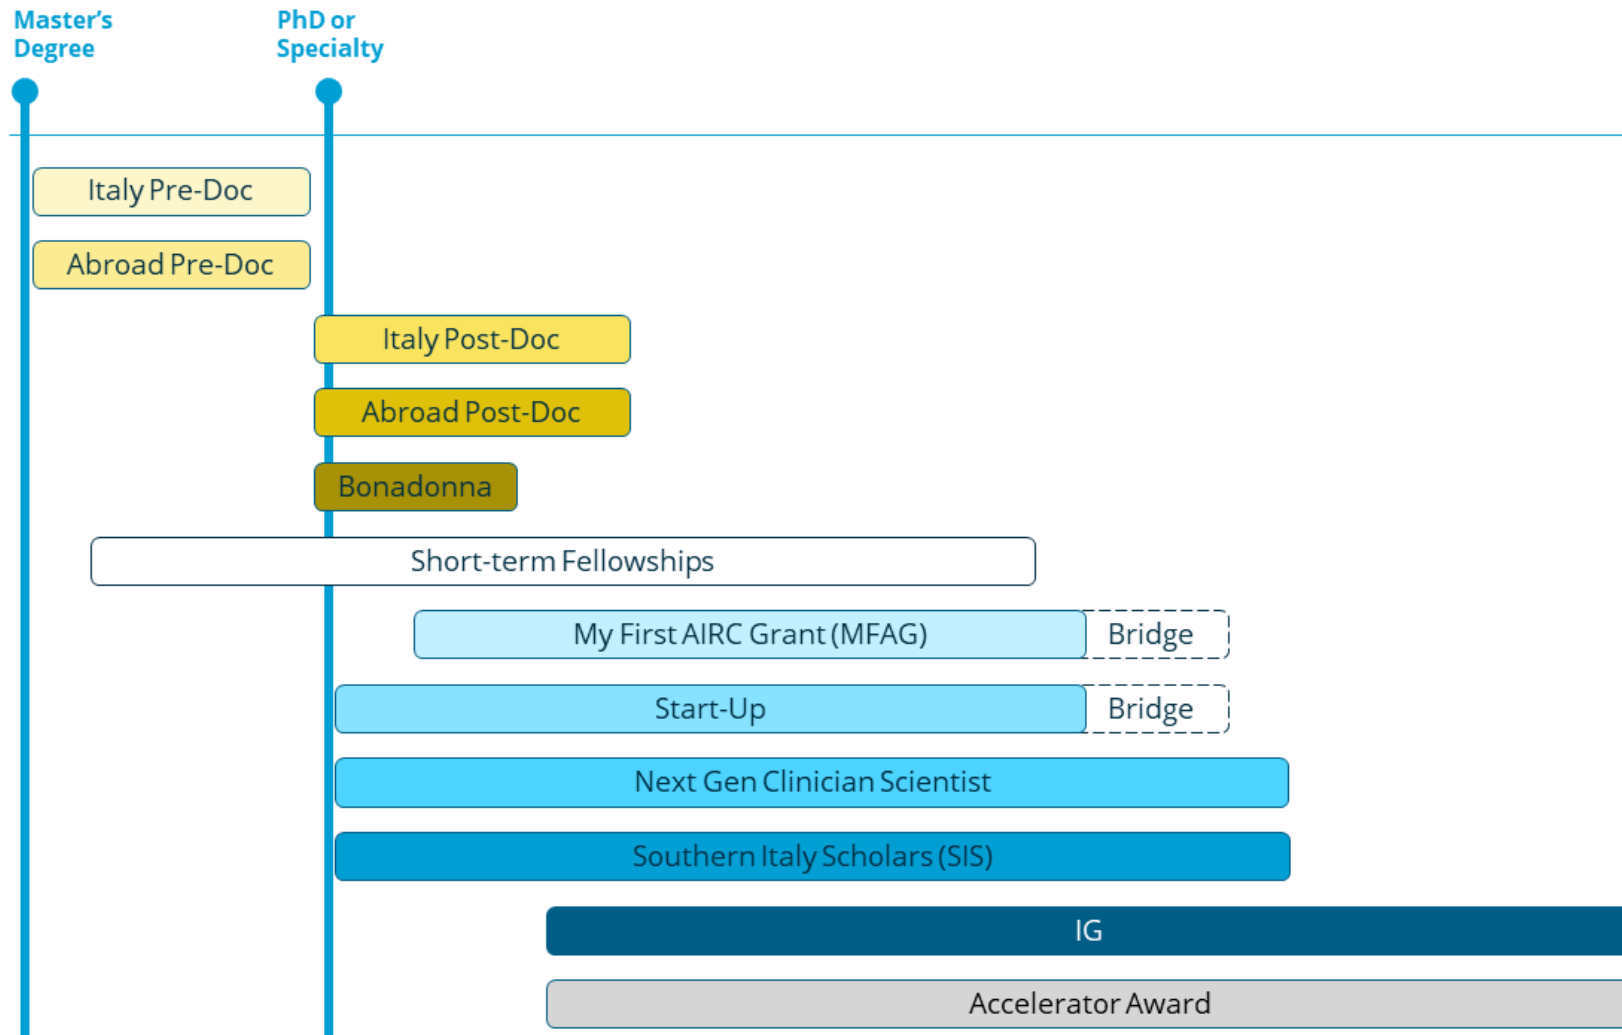 Master's
Degree
PhD or
Specialty
Italy Pre-Doc
Abroad Pre-Doc
Italy Post-Doc
Abroad Post-Doc
Bonadonna
Short-term Fellowships
My First AIRC Grant (MFAG)
Bridge
Start-Up
Bridge
Next Gen Clinician Scientist
Southern Italy Scholars (SIS)
IG
Accelerator Award